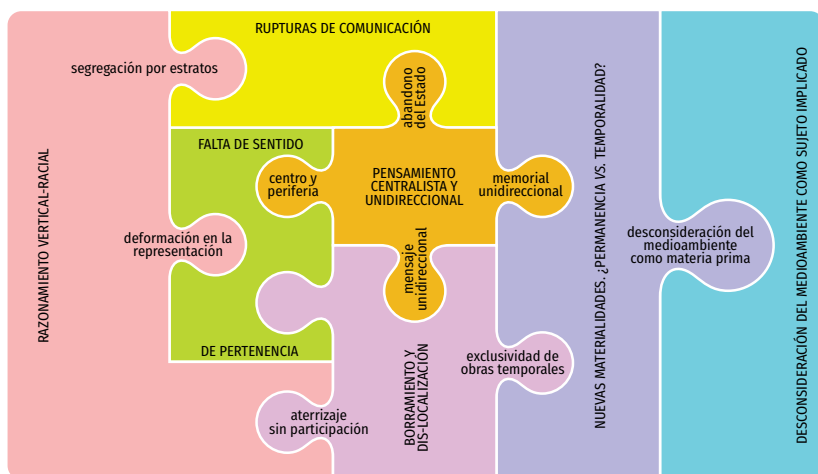 RUPTURAS DE COMUNICACIÓN
segregación por estratos
abandono
del Estado
FALTA DE SENTIDO
centro y
periferia
PENSAMIENTO
CENTRALISTA Y
UNIDIRECCIONAL
memorial
unidireccional
RAZONAMIENTO VERTICAL-RACIAL
deformación en la
representación
mensaje
unidireccional
DE PERTENENCIA
BORRAMIENTO Y
DIS-LOCALIZACIÓN
exclusividad de
obras temporales
aterrizaje
sin participación
NUEVAS MATERIALIDADES. ¿PERMANENCIA VS. TEMPORALIDAD?
desconsideración del
medioambiente
como materia prima
DESCONSIDERACIÓN DEL MEDIOAMBIENTE COMO SUJETO IMPLICADO